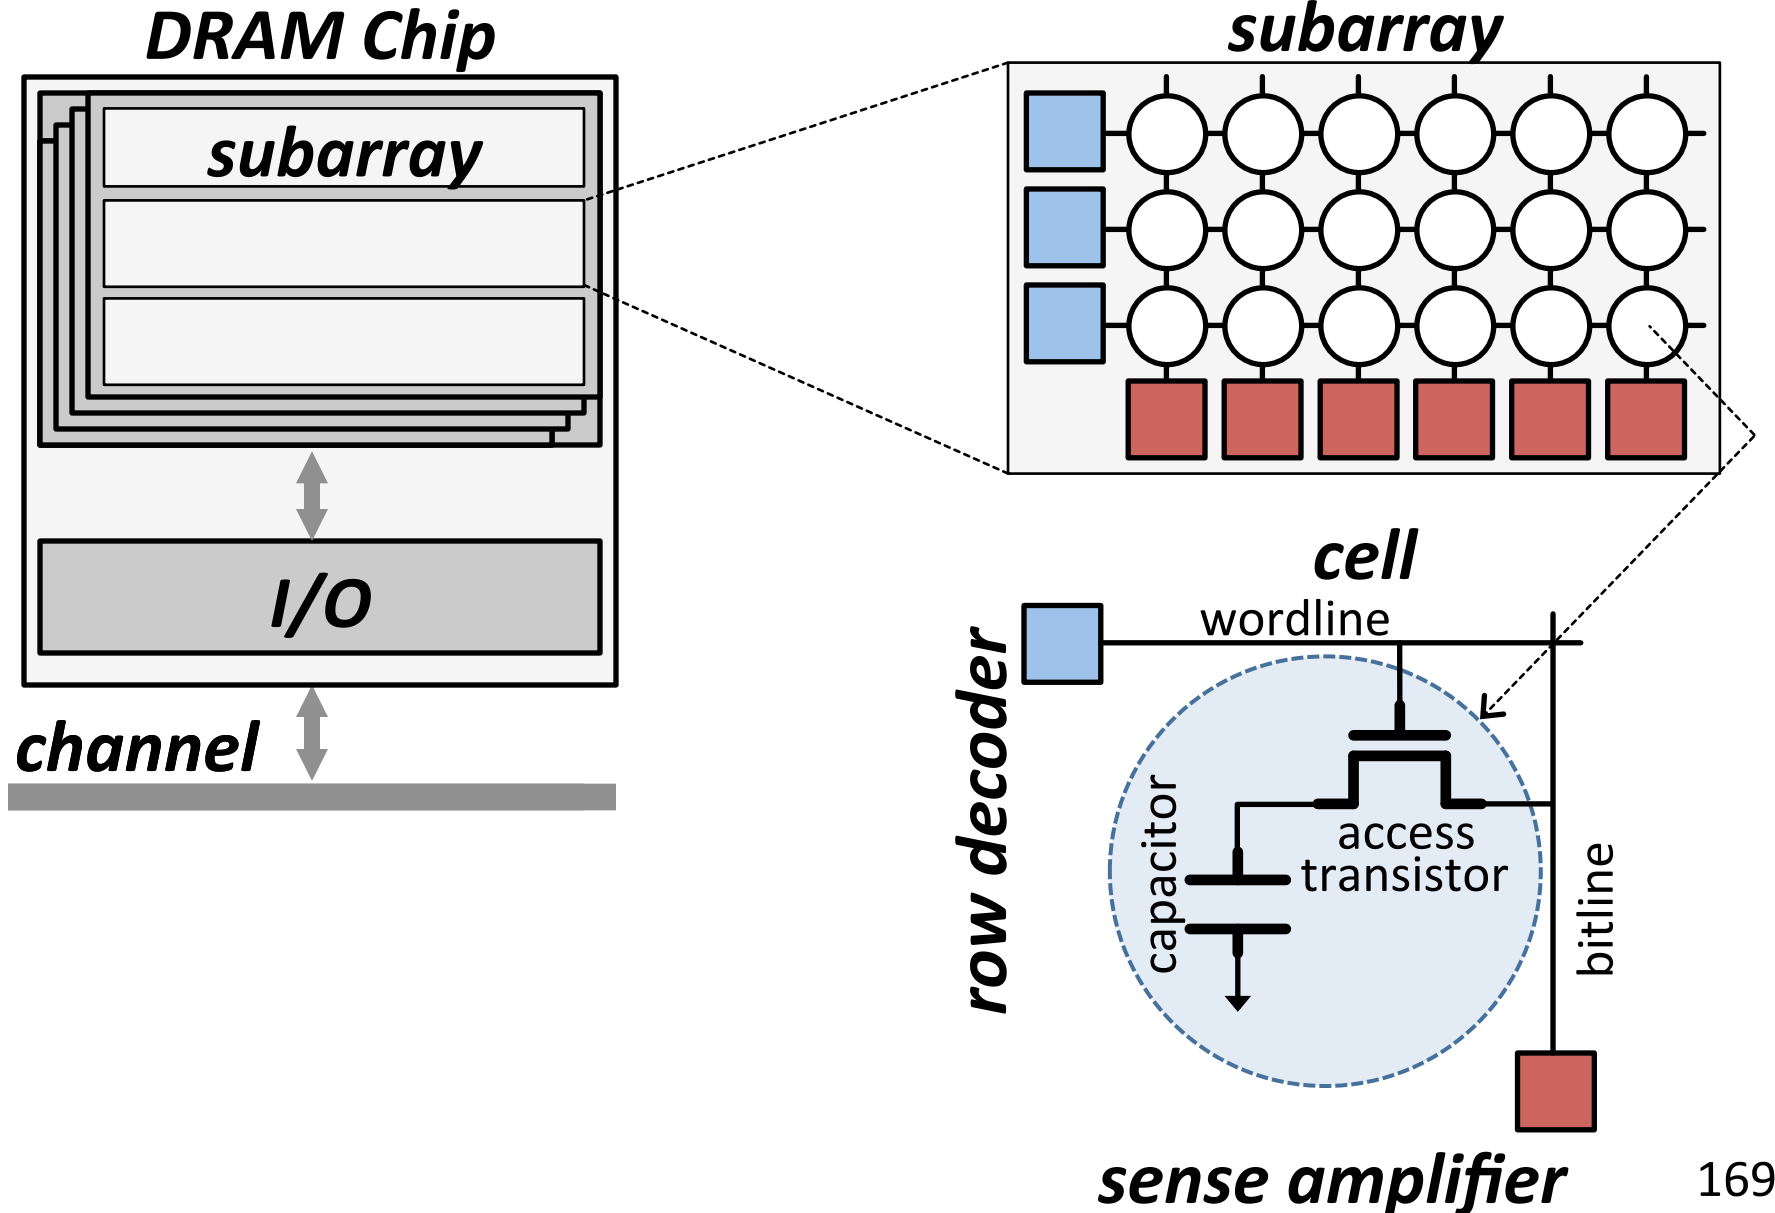 DRAM Chip
subarray
I/O
channel
subarray
cell
wordline
row decoder
capacitor
access
transistor
bitline
sense amplifier
169